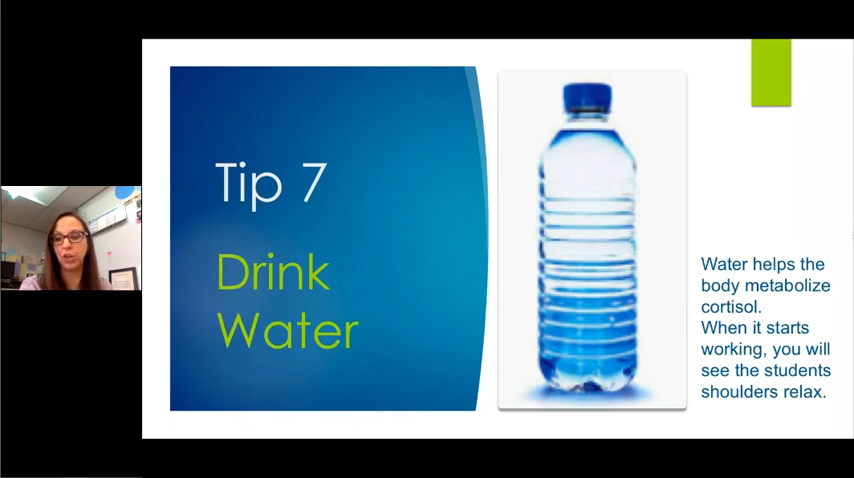 Tip 7
Drink
Water
Water helps the
body metabolize
cortisol.
When it starts
working, you will
see the students
shoulders relax.